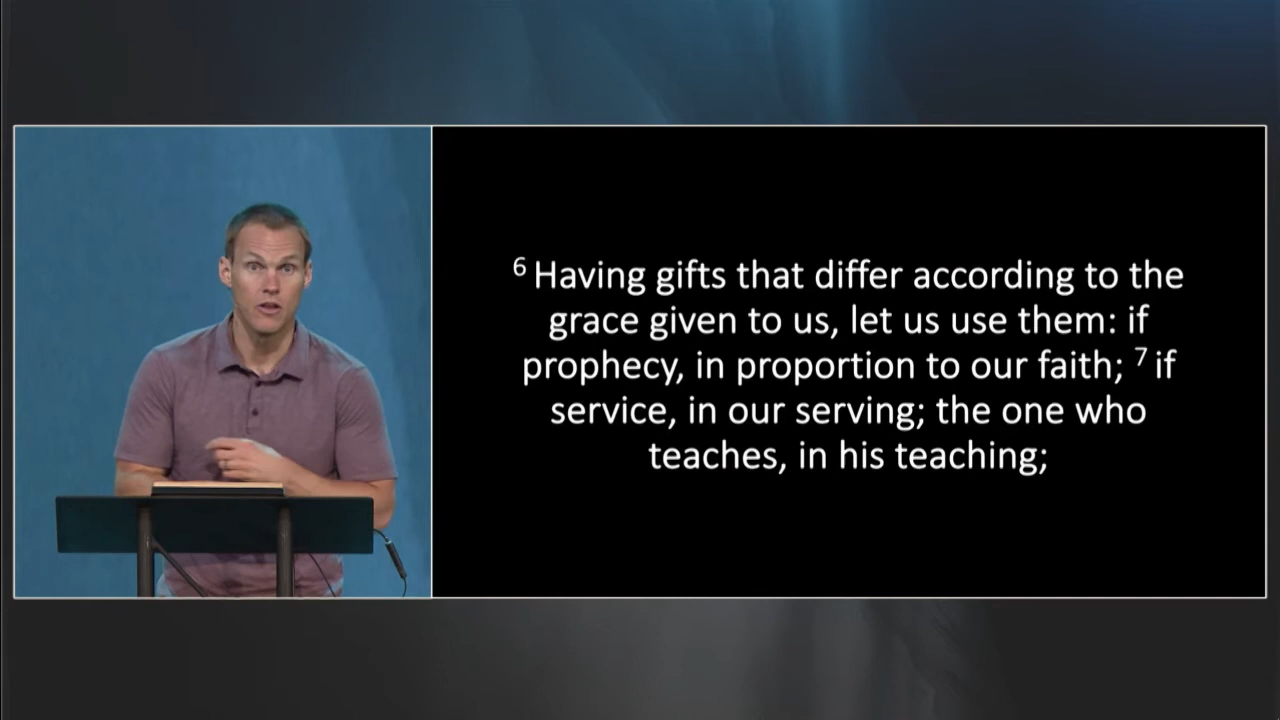 6 Having gifts that differ according to the
grace given to us, let us use them: if
prophecy, in proportion to our faith; 7 if
service, in our serving; the one who
teaches, in his teaching;